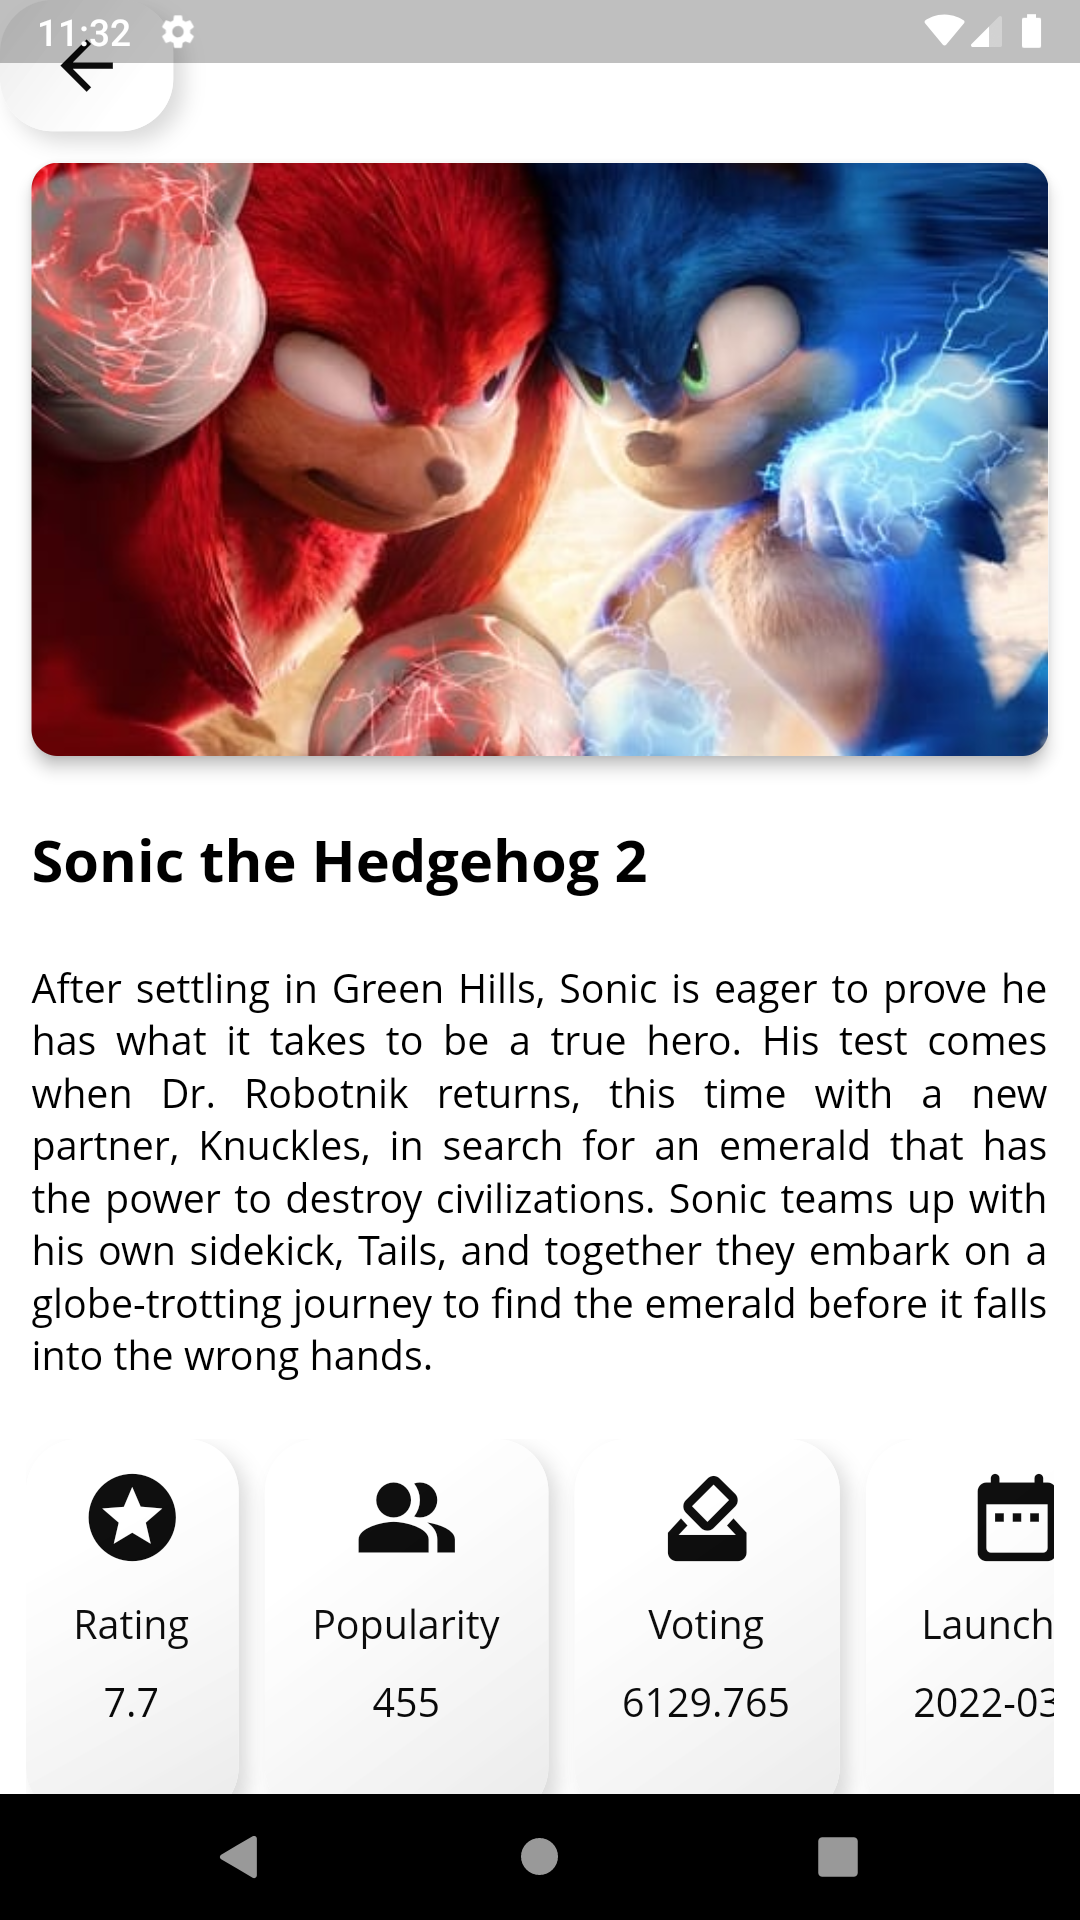 11:32
Sonic the Hedgehog 2
After settling in Green Hills, Sonic is eager to prove he
has what it takes to be a true hero. His test comes
when Dr. Robotnik returns, this time with a new
partner, Knuckles, in search for an emerald that has
the power to destroy civilizations. Sonic teams up with
his own sidekick, Tails, and together they embark on a
globe-trotting journey to find the emerald before it falls
into the wrong hands.
Rating Popularity Voting Launch
7.7 455 6129.765 2022-03